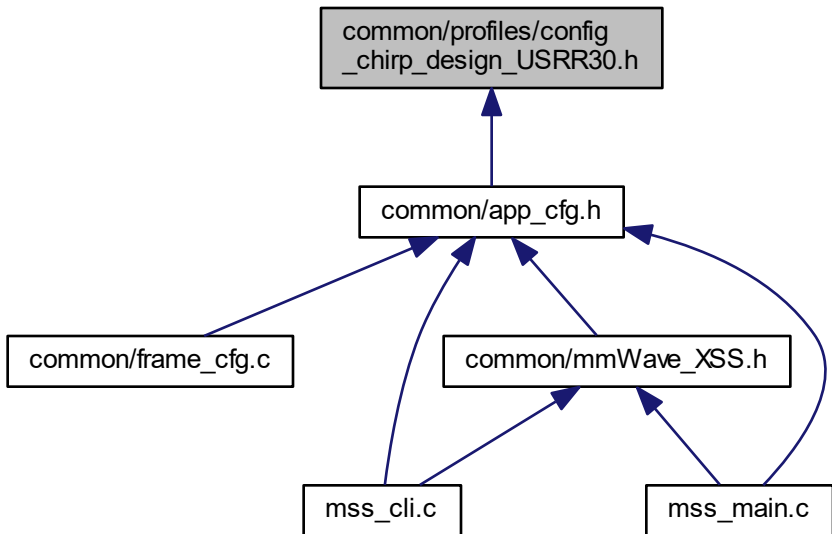 common/profiles/config
_chirp_design_USRR30.h
common/app_cfg.h
common/frame_cfg.c
common/mmWave_XSS.h
mss_cli.c
mss_main.c